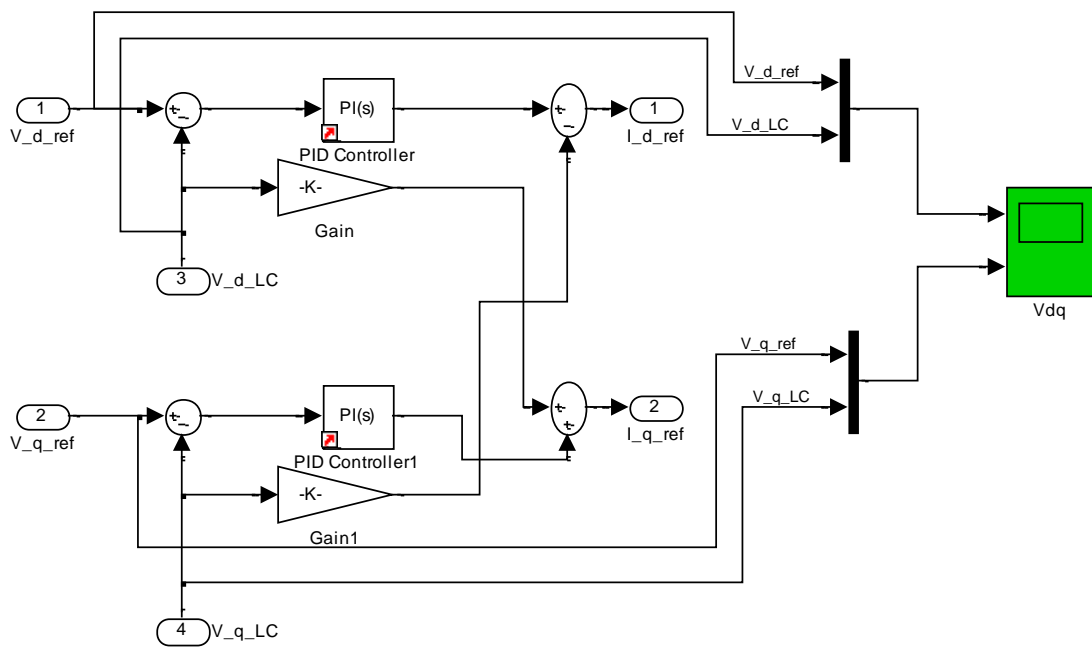 V_d_ref
1
V_d_ref
+
−
PI(s)
PID Controller
+
−
1
I_d_ref
V_d_LC
-K-
Gain
3
V_d_LC
Vdq
2
V_q_ref
+
−
PI(s)
PID Controller1
+
+
2
I_q_ref
V_q_ref
V_q_LC
-K-
Gain1
4
V_q_LC